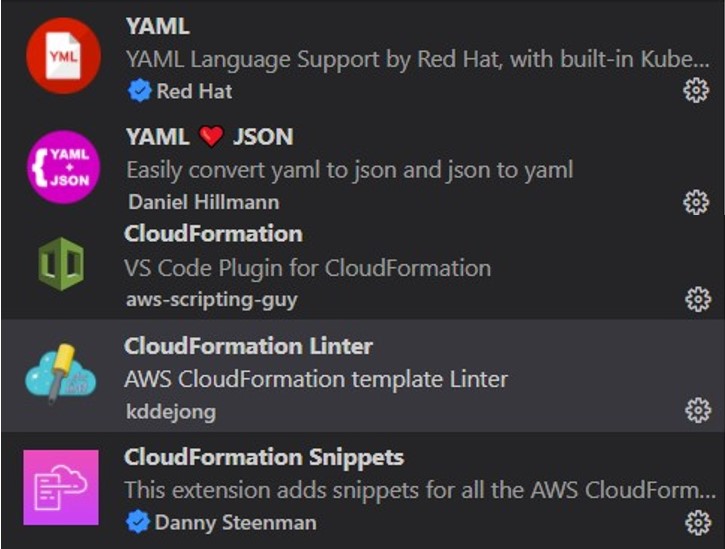 YAML
YML
YAML Language Support by Red Hat, with built-in Kube...
Red Hat
YAML ❤️ JSON
{YAML
+
JSON
Easily convert yaml to json and json to yaml
Daniel Hillmann
CloudFormation
VS Code Plugin for CloudFormation
aws-scripting-guy
CloudFormation Linter
AWS CloudFormation template Linter
kddejong
CloudFormation Snippets
This extension adds snippets for all the AWS CloudForm...
Danny Steenman